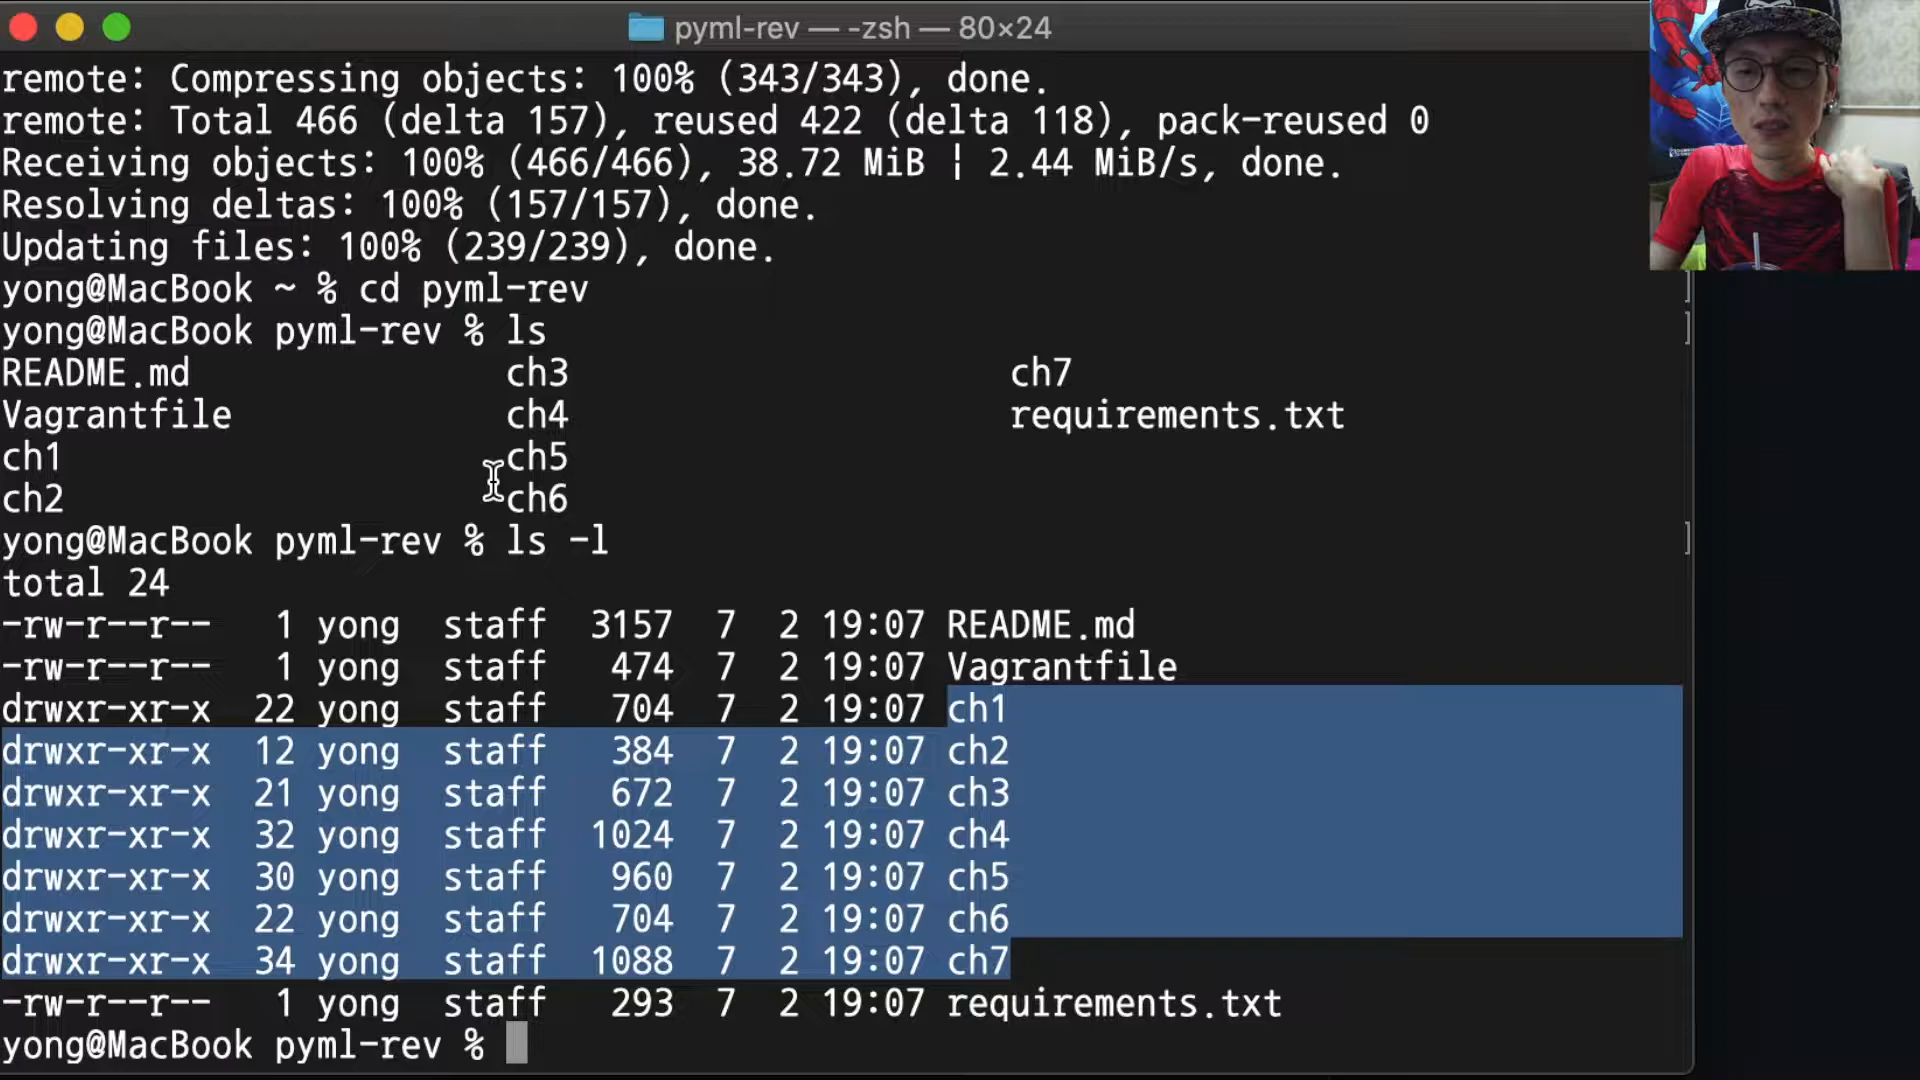 pyml-rev — -zsh — 80×24
remote: Compressing objects: 100% (343/343), done.
remote: Total 466 (delta 157), reused 422 (delta 118), pack-reused 0
Receiving objects: 100% (466/466), 38.72 MiB | 2.44 MiB/s, done.
Resolving deltas: 100% (157/157), done.
Updating files: 100% (239/239), done.
yong@MacBook ~ % cd pyml-rev
yong@MacBook pyml-rev % ls
README.md ch3 ch7
Vagrantfile ch4 requirements.txt
ch1 ch5
ch2 ch6
yong@MacBook pyml-rev % ls -l
total 24
-rw-r--r-- 1 yong staff 3157 7 2 19:07 README.md
-rw-r--r-- 1 yong staff 474 7 2 19:07 Vagrantfile
drwxr-xr-x 22 yong staff 704 7 2 19:07 ch1
drwxr-xr-x 12 yong staff 384 7 2 19:07 ch2
drwxr-xr-x 21 yong staff 672 7 2 19:07 ch3
drwxr-xr-x 32 yong staff 1024 7 2 19:07 ch4
drwxr-xr-x 30 yong staff 960 7 2 19:07 ch5
drwxr-xr-x 22 yong staff 704 7 2 19:07 ch6
drwxr-xr-x 34 yong staff 1088 7 2 19:07 ch7
-rw-r--r-- 1 yong staff 293 7 2 19:07 requirements.txt
yong@MacBook pyml-rev %